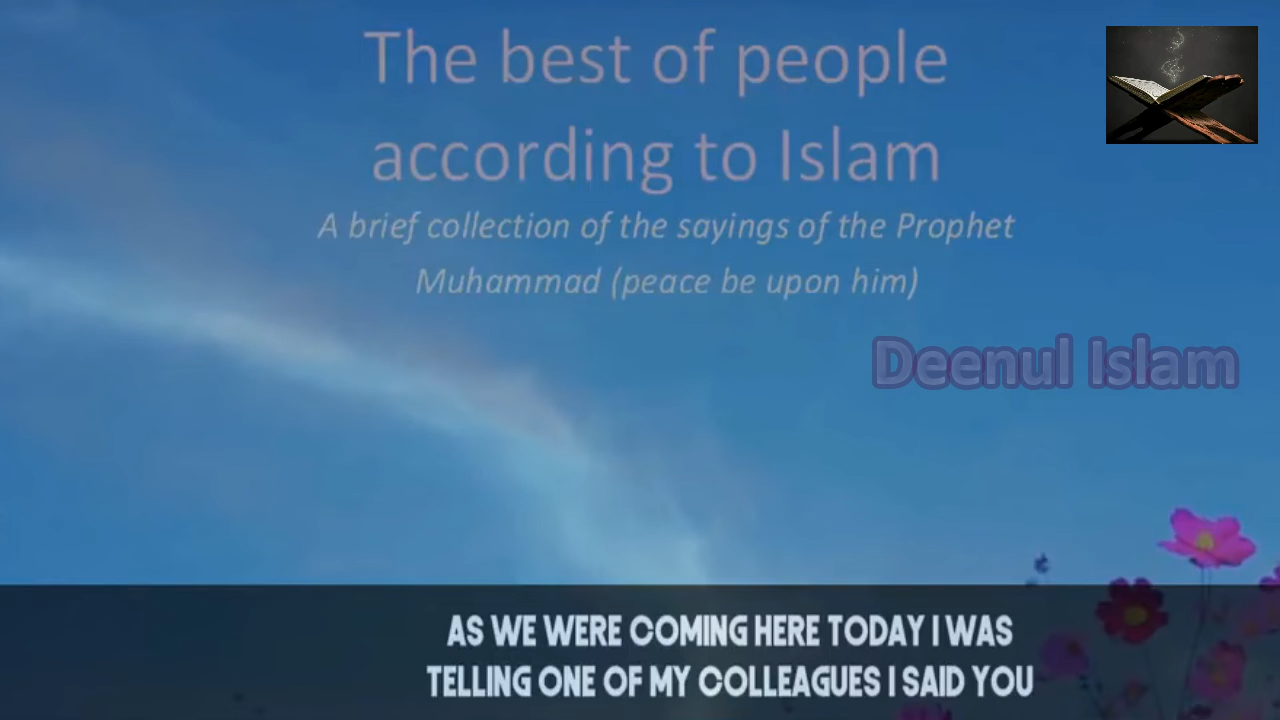 The best of people
according to Islam
A brief collection of the sayings of the Prophet
Muhammad (peace be upon him)
Deenul Islam
AS WE WERE COMING HERE TODAY I WAS
TELLING ONE OF MY COLLEAGUES I SAID YOU